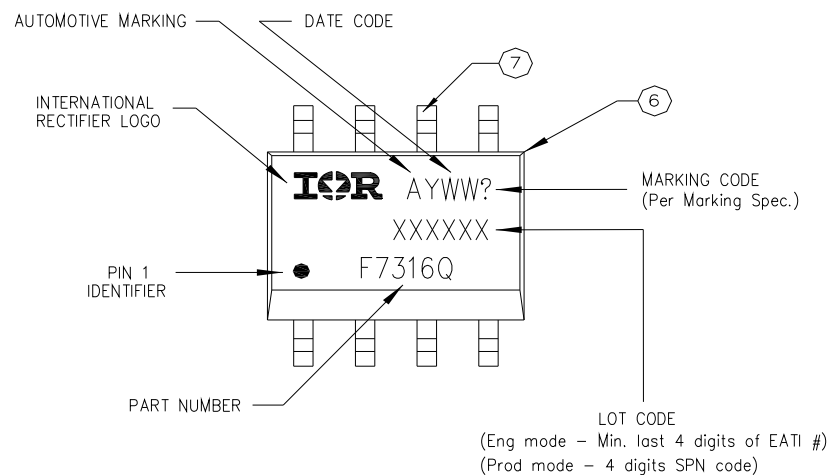 AUTOMOTIVE MARKING
DATE CODE
7
INTERNATIONAL
RECTIFIER LOGO
6
IOR
AYWW?
MARKING CODE
(Per Marking Spec.)
XXXXXX
PIN 1
IDENTIFIER
F7316Q
PART NUMBER
LOT CODE
(Eng mode – Min. last 4 digits of EATI #)
(Prod mode – 4 digits SPN code)